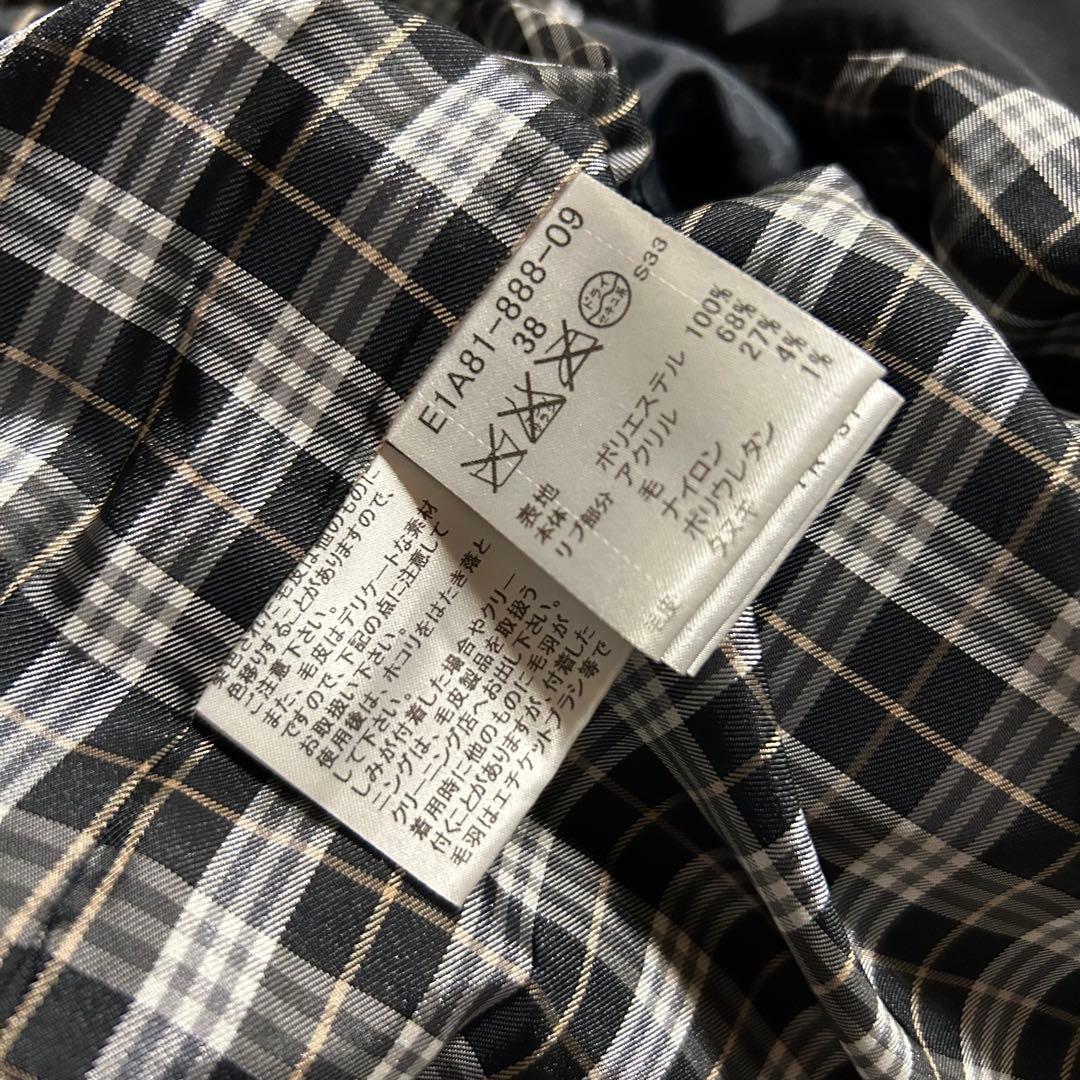 E1A81-888-09
38
S33
ドライ
表地
本体 ポリエステル 100%
リブ部分 アクリル 68%
毛 27%
ナイロン 4%
ポリウレタン 1%
タヌキ
毛皮
色移りすることがありますので、
ご注意下さい。
また、毛皮はデリケートな素材
ですので、下記の点に注意して
お取扱い下さい。
使用後は、ホコリをはたき落と
して下さい。
しみが付着した場合やクリー
ニングは、毛皮製品を取扱う
クリーニング店へお出し下さい。
着用時に他のものに毛羽が
付くことがありますが、付着した
毛羽はエチケットブラシ等で